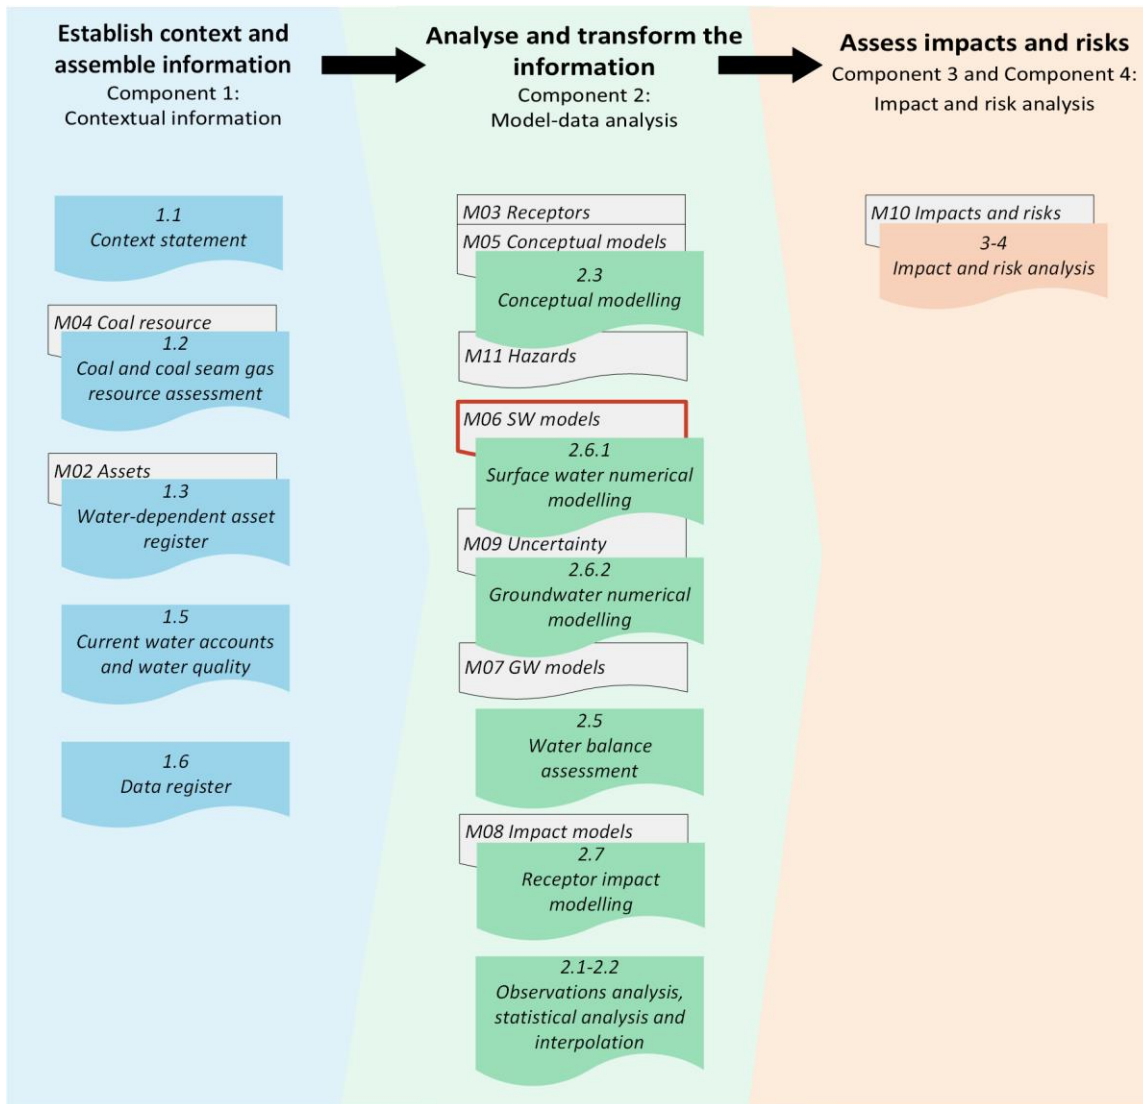 Establish context and
assemble information
Component 1:
Contextual information
Analyse and transform the
information
Component 2:
Model-data analysis
Assess impacts and risks
Component 3 and Component 4:
Impact and risk analysis
1.1
Context statement
M04 Coal resource
1.2
Coal and coal seam gas
resource assessment
M02 Assets
1.3
Water-dependent asset
register
1.5
Current water accounts
and water quality
1.6
Data register
M03 Receptors
M05 Conceptual models
2.3
Conceptual modelling
M11 Hazards
M06 SW models
2.6.1
Surface water numerical
modelling
M09 Uncertainty
2.6.2
Groundwater numerical
modelling
M07 GW models
2.5
Water balance
assessment
M08 Impact models
2.7
Receptor impact
modelling
2.1-2.2
Observations analysis,
statistical analysis and
interpolation
M10 Impacts and risks
3-4
Impact and risk analysis